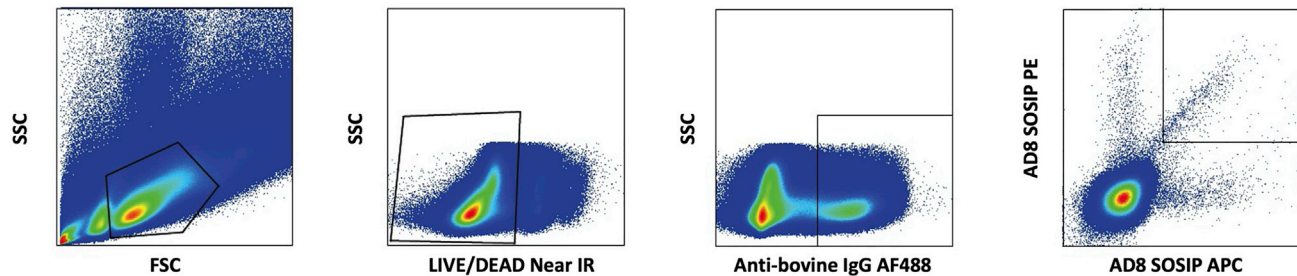 SSC
FSC
SSC
LIVE/DEAD Near IR
SSC
Anti-bovine IgG AF488
AD8 SOSIP PE
AD8 SOSIP APC